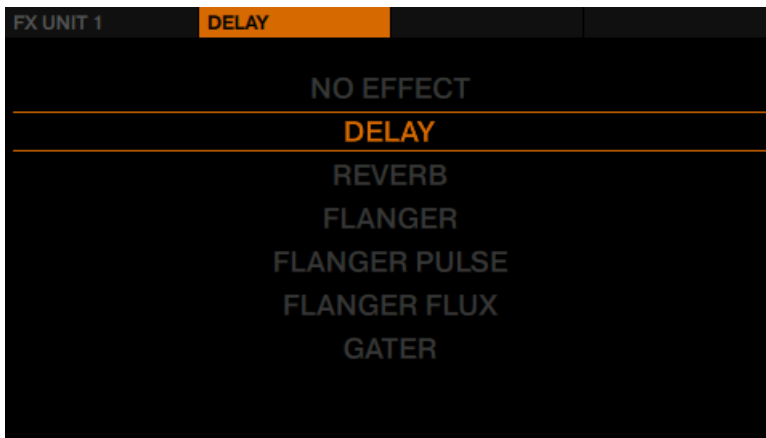 FX UNIT 1 DELAY
NO EFFECT
DELAY
REVERB
FLANGER
FLANGER PULSE
FLANGER FLUX
GATER